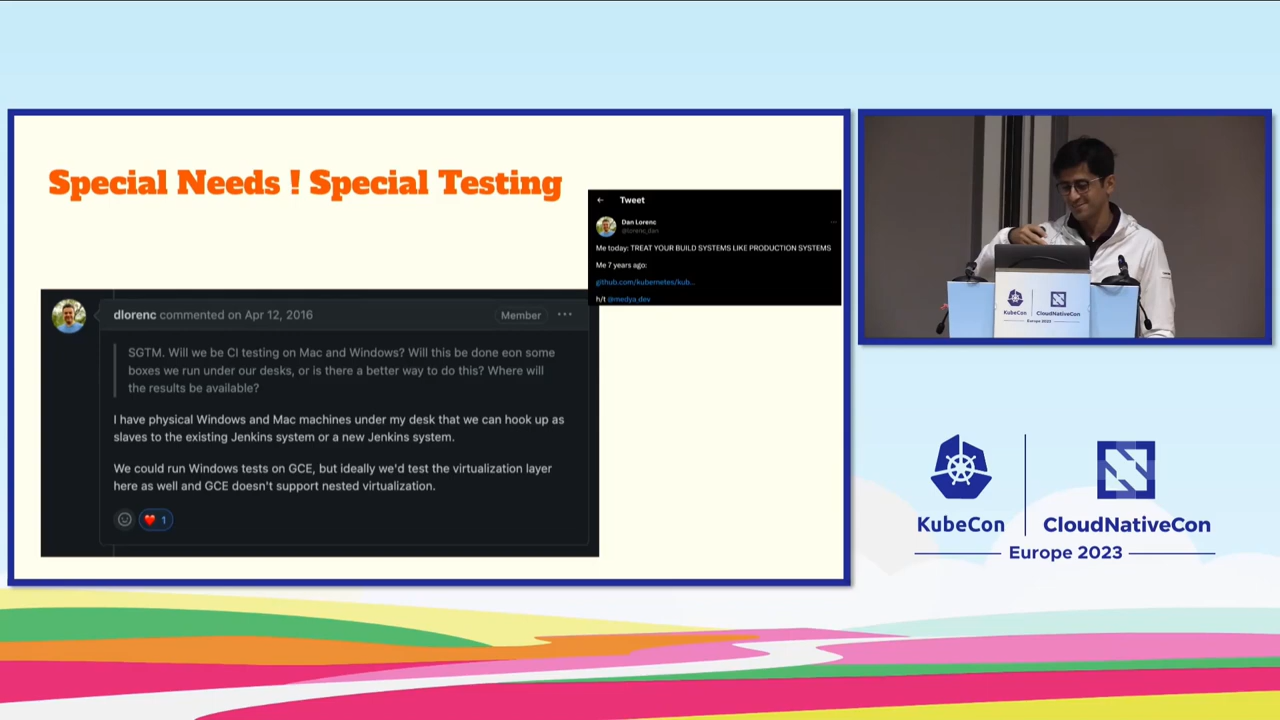 Special Needs ! Special Testing
← Tweet
Dan Lorenc
@lorenc_dan
Me today: TREAT YOUR BUILD SYSTEMS LIKE PRODUCTION SYSTEMS
Me 7 years ago:
github.com/kubernetes/kub...
h/t @medya.dev
dlorenc commented on Apr 12, 2016
Member
SGTM. Will we be CI testing on Mac and Windows? Will this be done eon some
boxes we run under our desks, or is there a better way to do this? Where will
the results be available?
I have physical Windows and Mac machines under my desk that we can hook up as
slaves to the existing Jenkins system or a new Jenkins system.
We could run Windows tests on GCE, but ideally we'd test the virtualization layer
here as well and GCE doesn't support nested virtualization.
❤️ 1
KubeCon
CloudNativeCon
Europe 2023
KubeCon
CloudNativeCon
Europe 2023